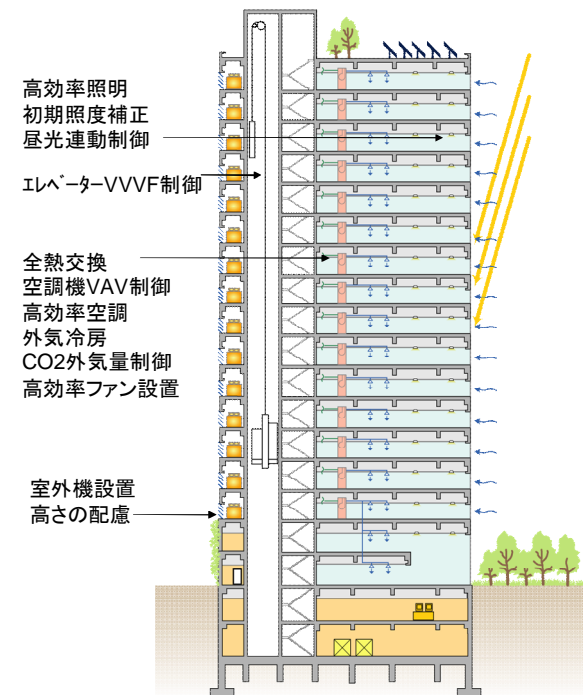 高効率照明
初期照度補正
昼光連動制御
エレベーターVVVF制御
全熱交換
空調機VAV制御
高効率空調
外気冷房
CO2外気量制御
高効率ファン設置
室外機設置
高さの配慮